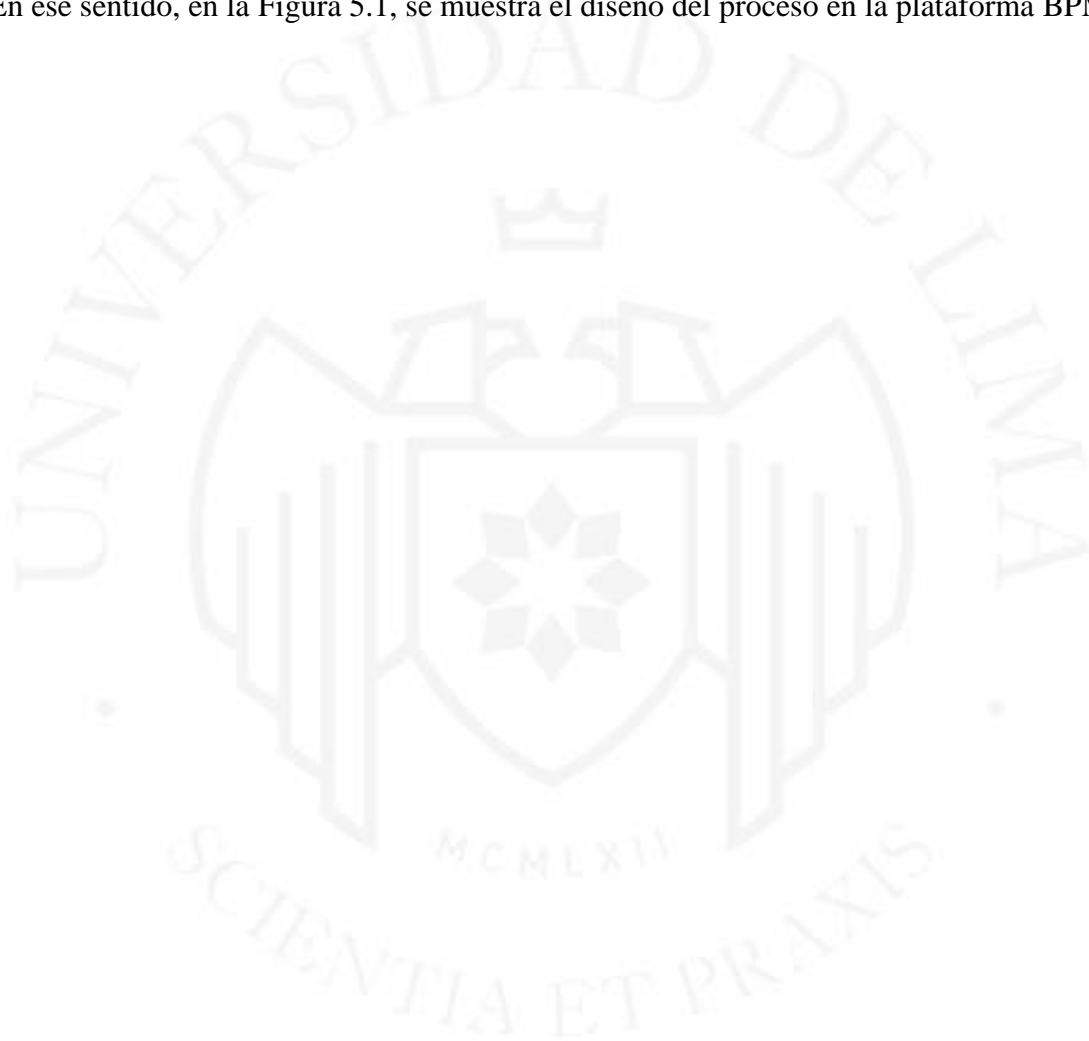 En ese sentido, en la Figura 5.1, se muestra el diseño del proceso en la plataforma BPM
UNIVERSIDAD DE LIMA
MCMLXII
SCIENTIA ET PRAXIS